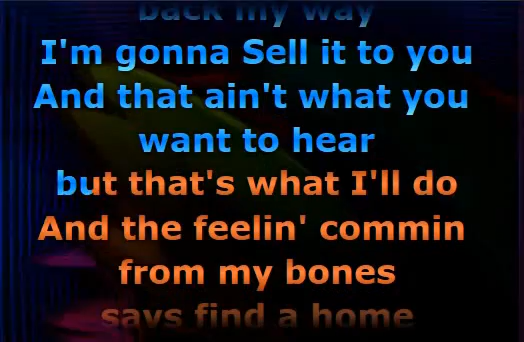 back my way
I'm gonna Sell it to you
And that ain't what you
want to hear
but that's what I'll do
And the feelin' commin
from my bones
says find a home